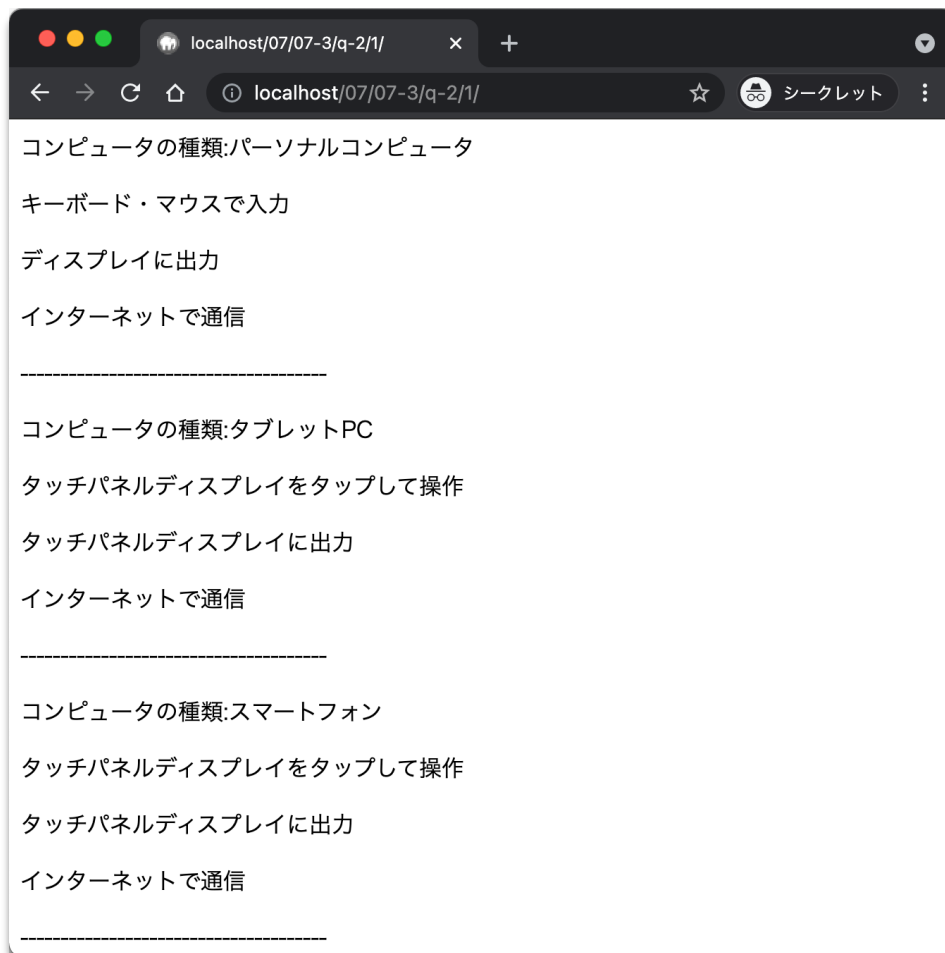 localhost/07/07-3/q-2/1/
localhost/07/07-3/q-2/1/ シークレット
コンピュータの種類:パーソナルコンピュータ
キーボード・マウスで入力
ディスプレイに出力
インターネットで通信
--------------------------------------
コンピュータの種類:タブレットPC
タッチパネルディスプレイをタップして操作
タッチパネルディスプレイに出力
インターネットで通信
--------------------------------------
コンピュータの種類:スマートフォン
タッチパネルディスプレイをタップして操作
タッチパネルディスプレイに出力
インターネットで通信
--------------------------------------